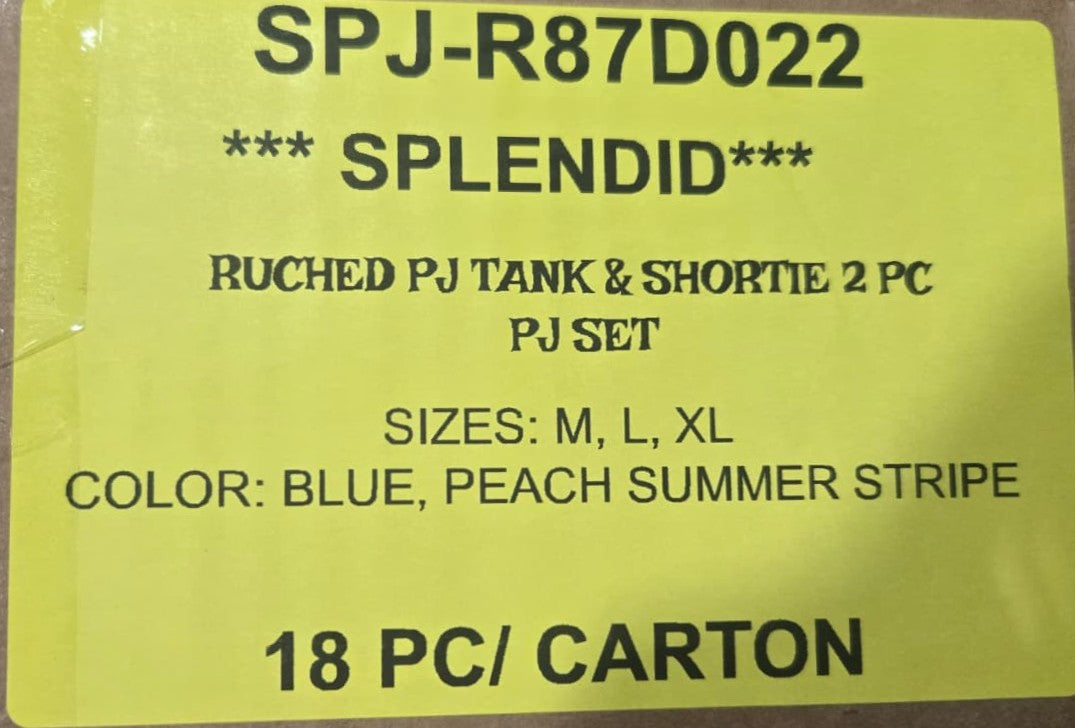 SPJ-R87D022
*** SPLENDID***
RUCHED PJ TANK & SHORTIE 2 PC
PJ SET
SIZES: M, L, XL
COLOR: BLUE, PEACH SUMMER STRIPE
18 PC/ CARTON